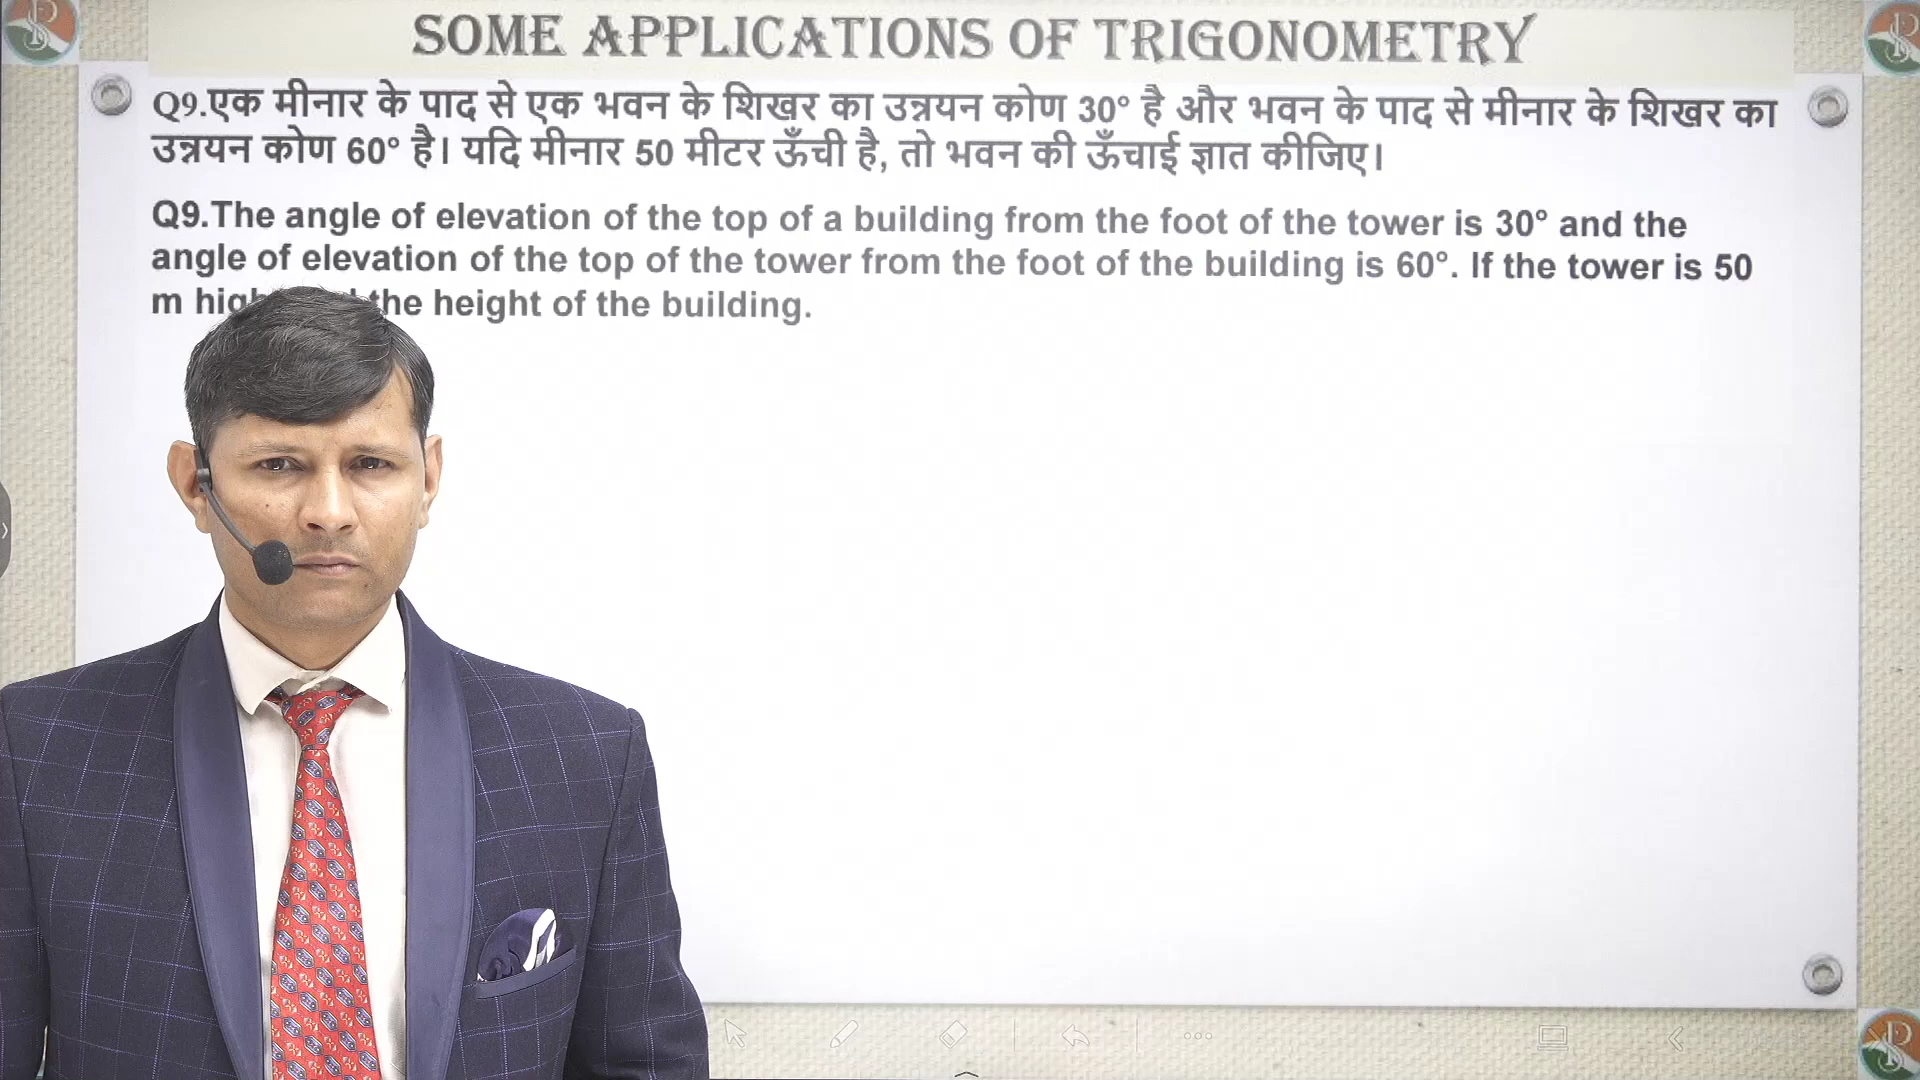 SOME APPLICATIONS OF TRIGONOMETRY
Q9.एक मीनार के पाद से एक भवन के शिखर का उन्नयन कोण 30° है और भवन के पाद से मीनार के शिखर का
उन्नयन कोण 60° है। यदि मीनार 50 मीटर ऊँची है, तो भवन की ऊँचाई ज्ञात कीजिए।
Q9.The angle of elevation of the top of a building from the foot of the tower is 30° and the
angle of elevation of the top of the tower from the foot of the building is 60°. If the tower is 50
m the height of the building.